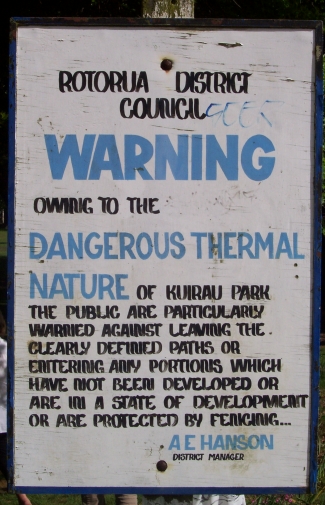 ROTORUA DISTRICT
COUNCIL
WARNING
OWING TO THE
DANGEROUS THERMAL
NATURE OF KUIRAU PARK
THE PUBLIC ARE PARTICULARLY
WARNED AGAINST LEAVING THE
CLEARLY DEFINED PATHS OR
ENTERING ANY PORTIONS WHICH
HAVE NOT BEEN DEVELOPED OR
ARE IN A STATE OF DEVELOPMENT
OR ARE PROTECTED BY FENCING...
A E HANSON
DISTRICT MANAGER